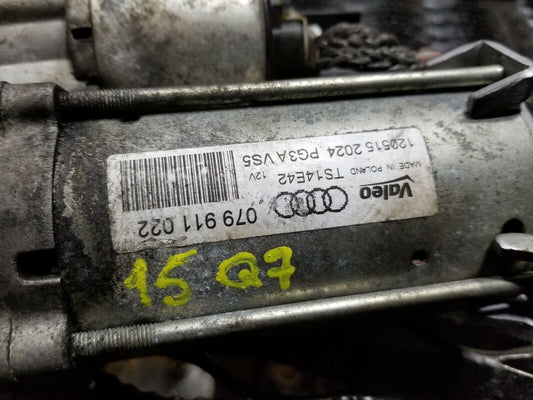 Valeo
079 911 022
MADE IN POLAND TS14E42 12V
120515 2024 PG3A VS5
15 Q7